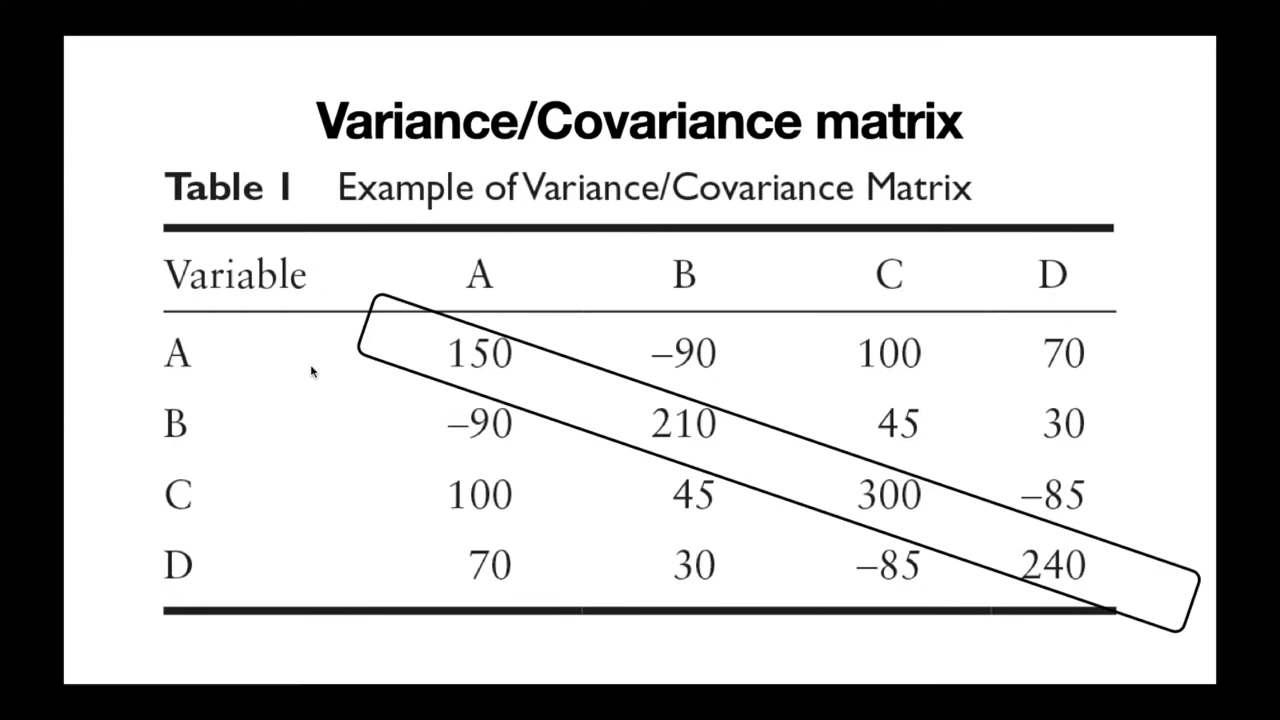 Variance/Covariance matrix
Table 1 Example of Variance/Covariance Matrix
Variable A B C D
A 150 –90 100 70
B –90 210 45 30
C 100 45 300 –85
D 70 30 –85 240